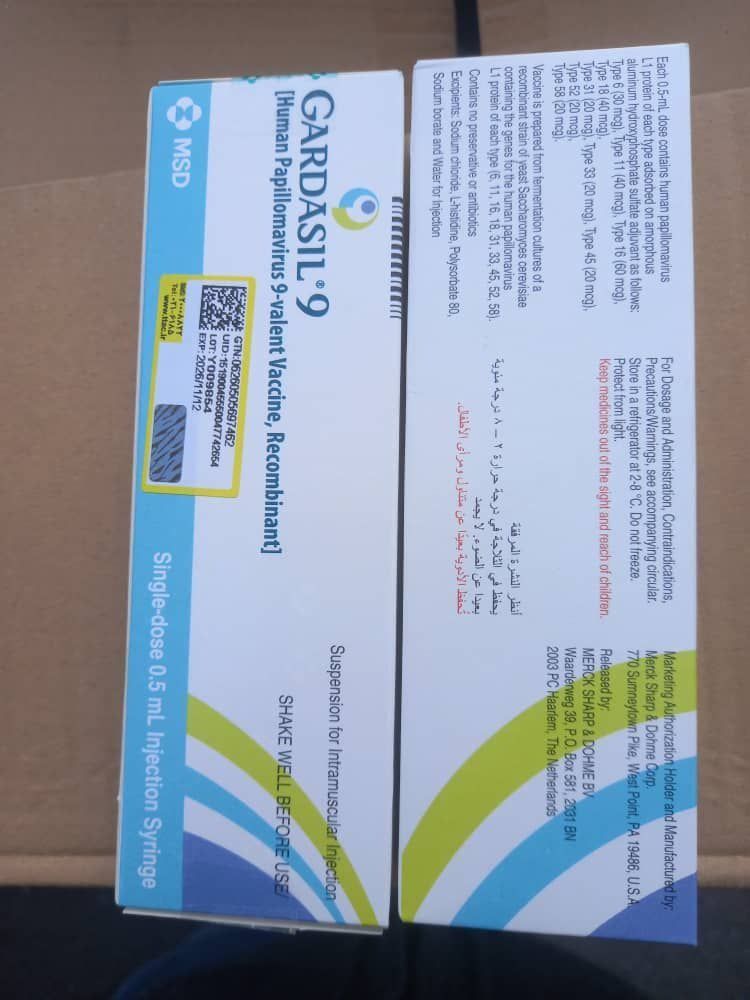 GARDASIL®9
[Human Papillomavirus 9-valent Vaccine, Recombinant]
MSD
GTN:06260505697462
UID:15190045550047742654
LOT: Y009854
EXP: 2026/11/12
SMS:۲۰۰۰۸۸۲۲
Tel:۰۲۱-۶۱۸۵
www.ttac.ir
Suspension for Intramuscular Injection
SHAKE WELL BEFORE USE/
Single-dose 0.5 mL Injection Syringe
Each 0.5-mL dose contains human papillomavirus
L1 protein of each type adsorbed on amorphous
aluminum hydroxyphosphate sulfate adjuvant as follows:
Type 6 (30 mcg), Type 11 (40 mcg), Type 16 (60 mcg),
Type 18 (40 mcg),
Type 31 (20 mcg), Type 33 (20 mcg), Type 45 (20 mcg),
Type 52 (20 mcg),
Type 58 (20 mcg).
Vaccine is prepared from fermentation cultures of a
recombinant strain of yeast Saccharomyces cerevisiae
containing the genes for the human papillomavirus
L1 protein of each type (6, 11, 16, 18, 31, 33, 45, 52, 58).
Contains no preservative or antibiotics
Excipients: Sodium chloride, L-histidine, Polysorbate 80,
Sodium borate and Water for Injection
For Dosage and Administration, Contraindications,
Precautions/Warnings, see accompanying circular.
Store in a refrigerator at 2-8 °C. Do not freeze.
Protect from light.
Keep medicines out of the sight and reach of children.
أنظر النشرة المرفقة
يحفظ في الثلاجة في درجة حرارة ٢ – ٨ درجة مئوية
بعيدا عن الضوء. لا يجمد
تُحفظ الأدوية بعيدًا عن متناول ومرأى الأطفال.
Marketing Authorization Holder and Manufactured by:
Merck Sharp & Dohme Corp.
770 Sumneytown Pike, West Point, PA 19486, U.S.A
Released by:
MERCK SHARP & DOHME BV
Waarderweg 39, P.O. Box 581, 2031 BN
2003 PC Haarlem, The Netherlands